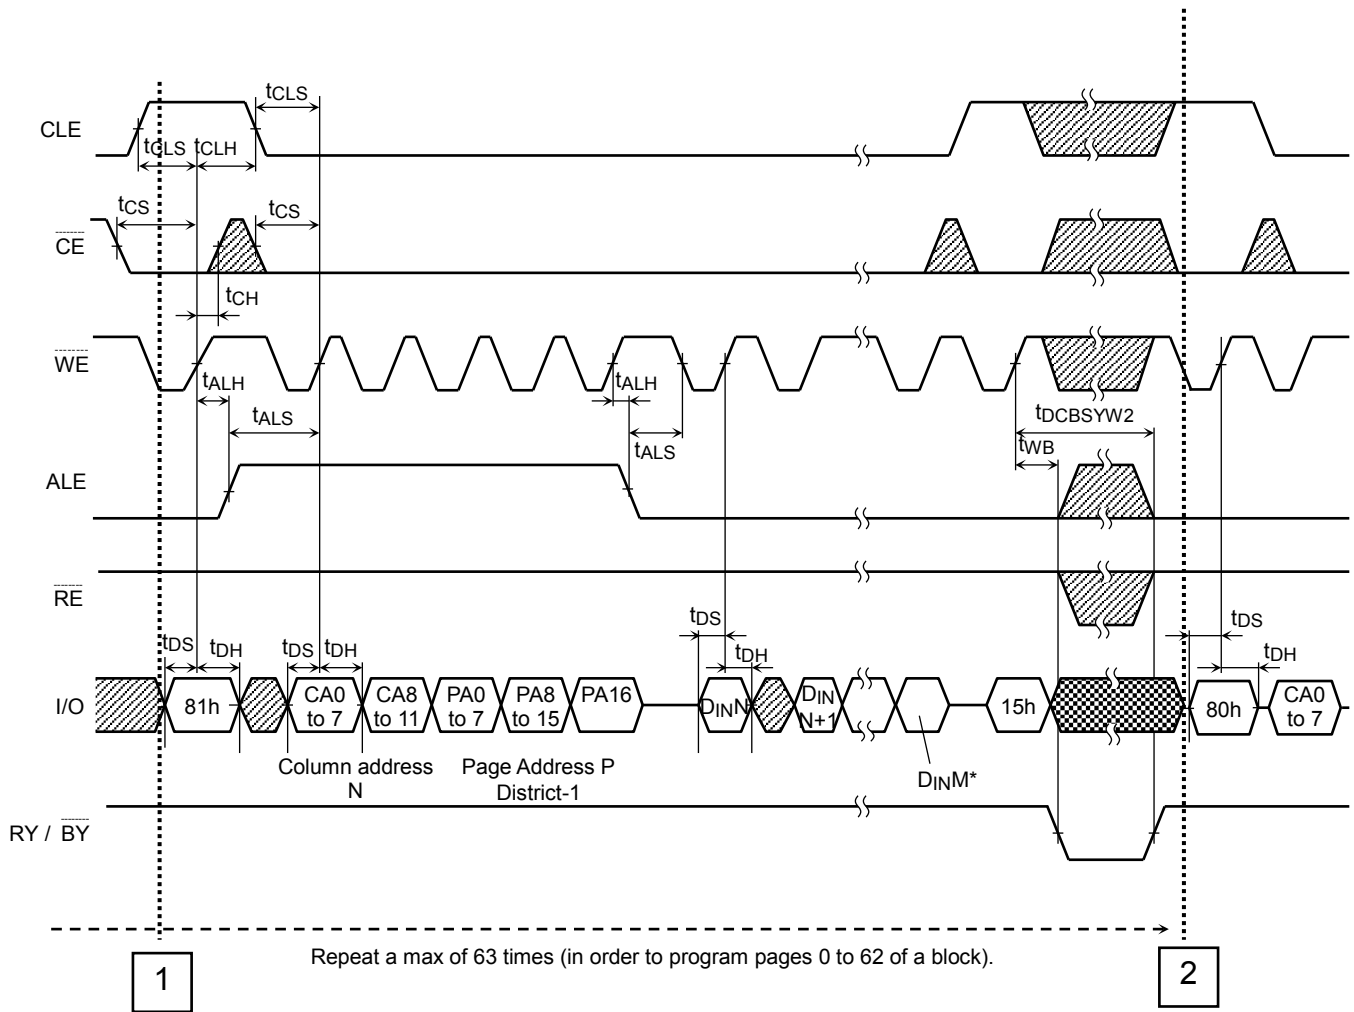 tCLS
CLE
tCLS tCLH
tCS tCS
CE
tCH
WE
tALH tALH
tDCBSYW2
tALS tALS
tWB
ALE
RE
tDS tDS
tDS tDH tDS tDH tDH tDH
I/O
81h
CA0 to 7
CA8 to 11
PA0 to 7
PA8 to 15
PA16
DINN
DIN N+1
15h
80h
CA0 to 7
Column address
N
Page Address P
District-1
DINM*
RY / BY
Repeat a max of 63 times (in order to program pages 0 to 62 of a block).
1
2